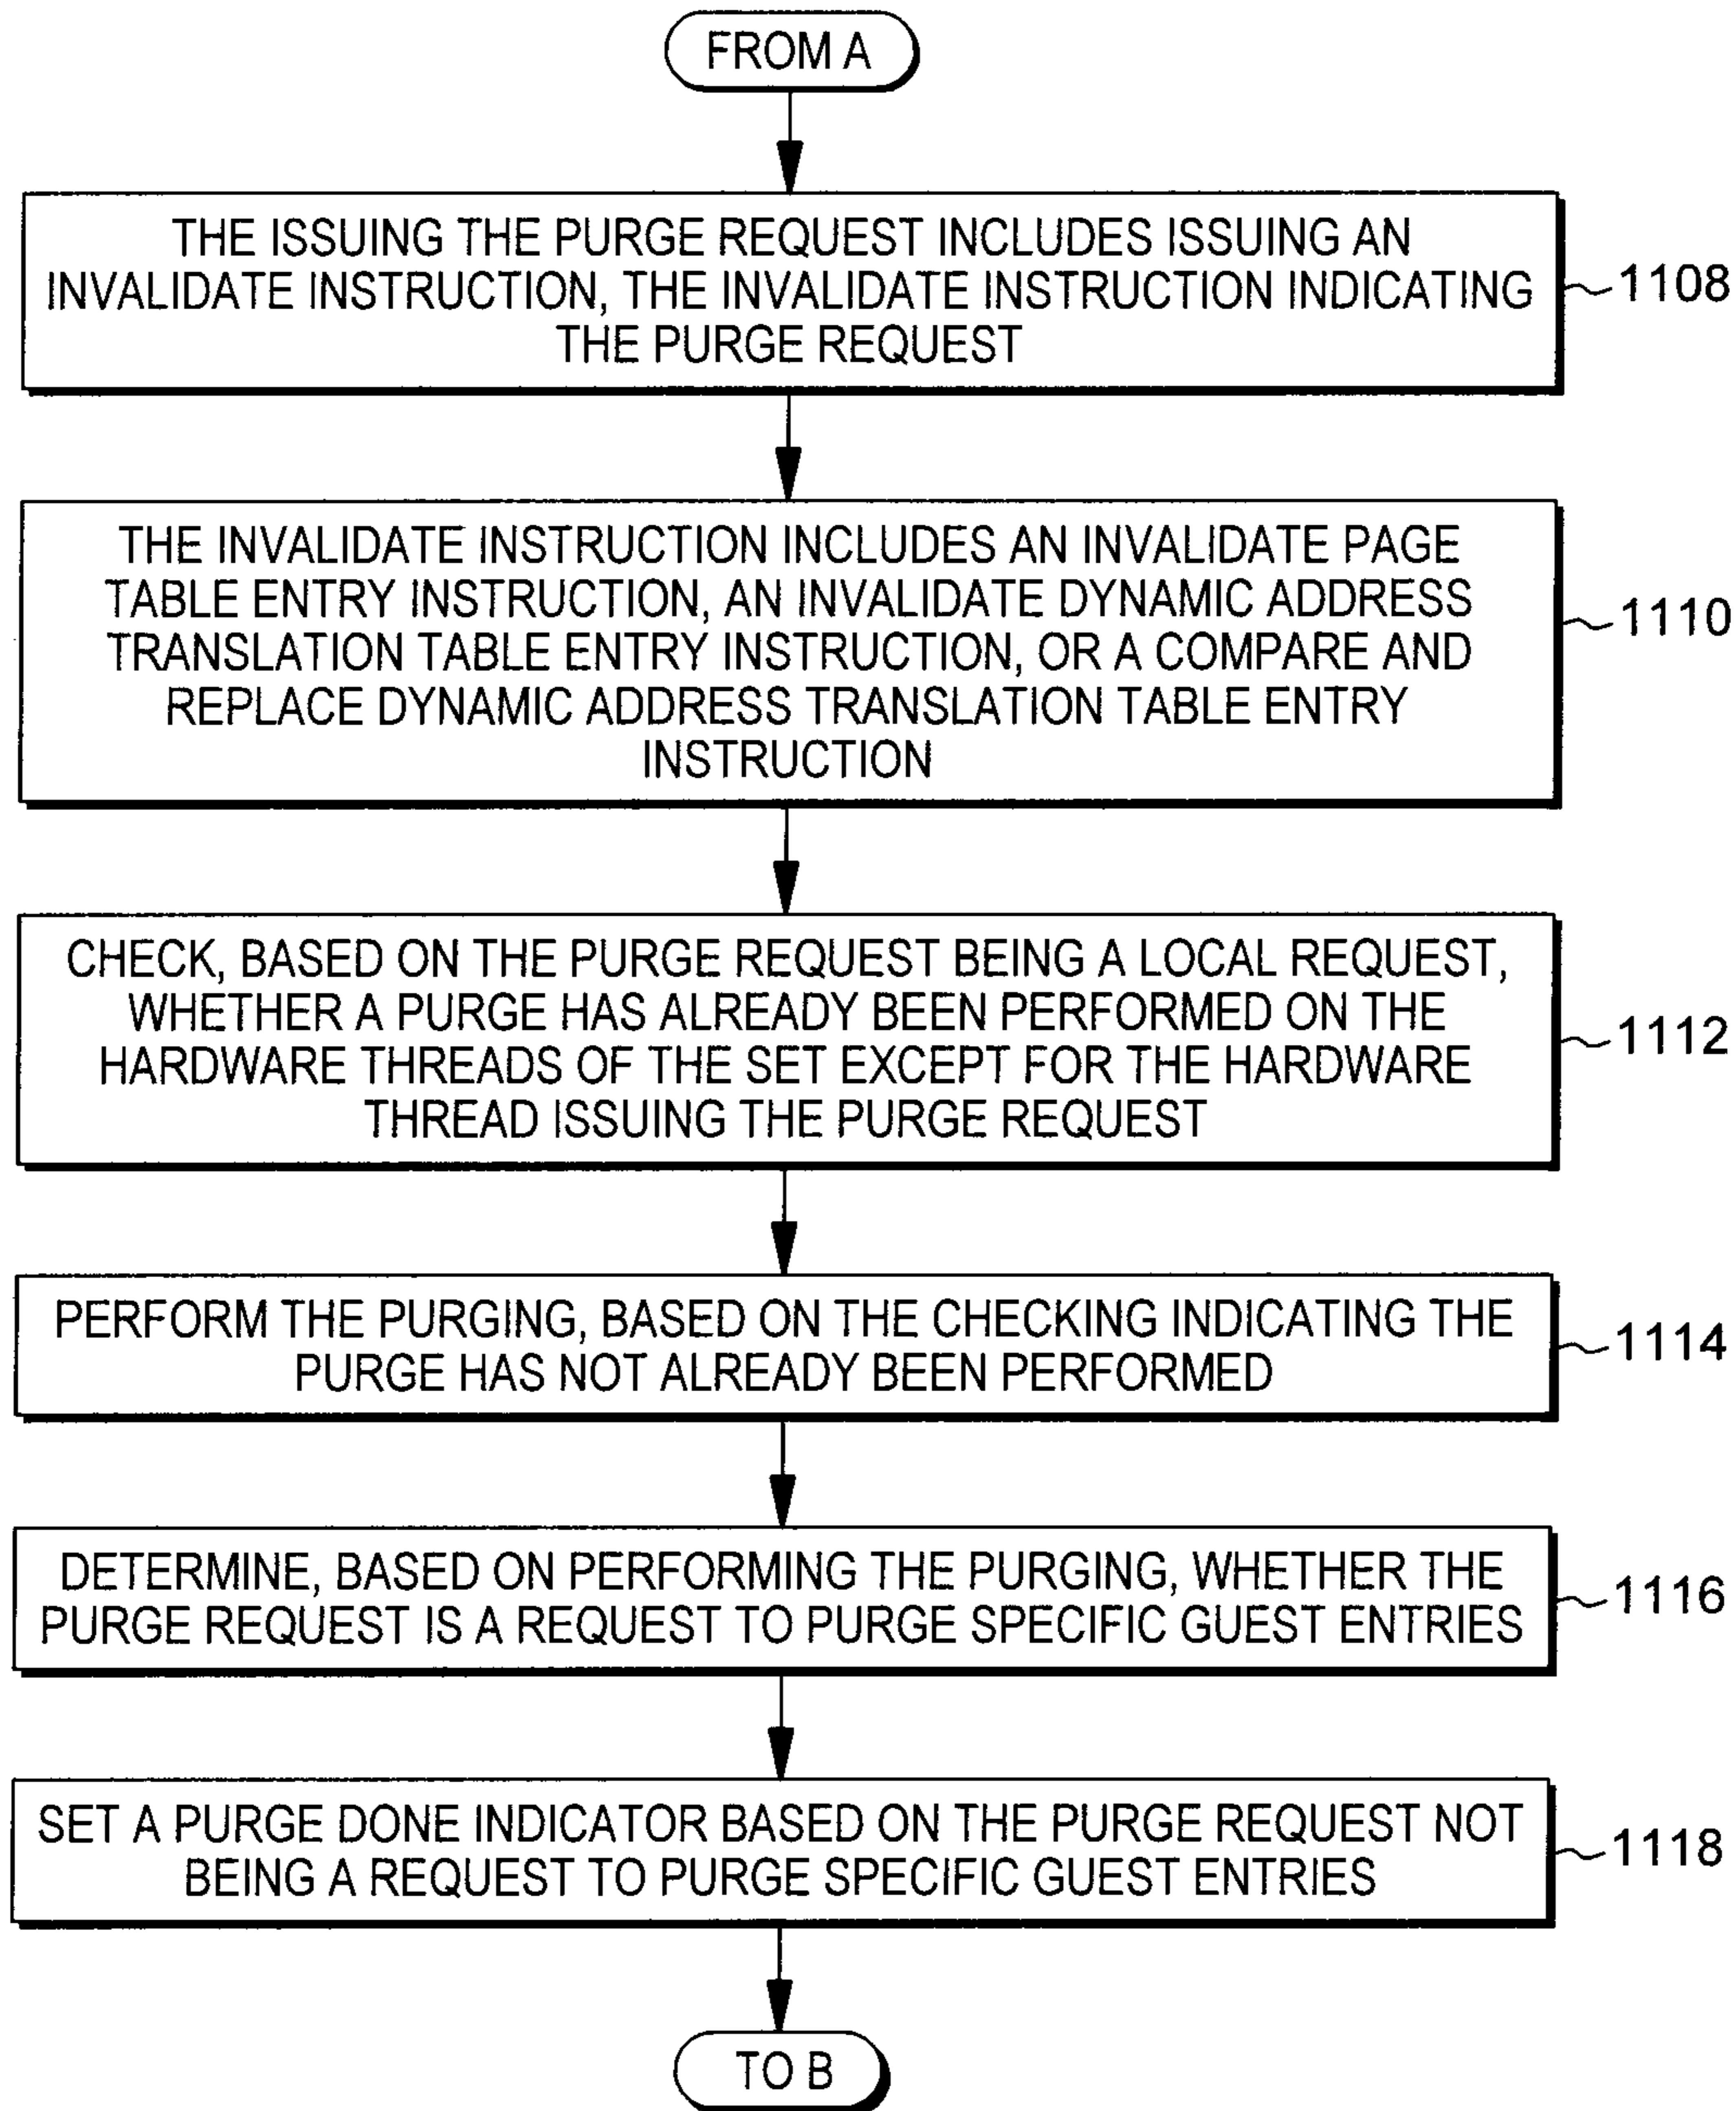 FROM A
THE ISSUING THE PURGE REQUEST INCLUDES ISSUING AN
INVALIDATE INSTRUCTION, THE INVALIDATE INSTRUCTION INDICATING
THE PURGE REQUEST
1108
THE INVALIDATE INSTRUCTION INCLUDES AN INVALIDATE PAGE
TABLE ENTRY INSTRUCTION, AN INVALIDATE DYNAMIC ADDRESS
TRANSLATION TABLE ENTRY INSTRUCTION, OR A COMPARE AND
REPLACE DYNAMIC ADDRESS TRANSLATION TABLE ENTRY
INSTRUCTION
1110
CHECK, BASED ON THE PURGE REQUEST BEING A LOCAL REQUEST,
WHETHER A PURGE HAS ALREADY BEEN PERFORMED ON THE
HARDWARE THREADS OF THE SET EXCEPT FOR THE HARDWARE
THREAD ISSUING THE PURGE REQUEST
1112
PERFORM THE PURGING, BASED ON THE CHECKING INDICATING THE
PURGE HAS NOT ALREADY BEEN PERFORMED
1114
DETERMINE, BASED ON PERFORMING THE PURGING, WHETHER THE
PURGE REQUEST IS A REQUEST TO PURGE SPECIFIC GUEST ENTRIES
1116
SET A PURGE DONE INDICATOR BASED ON THE PURGE REQUEST NOT
BEING A REQUEST TO PURGE SPECIFIC GUEST ENTRIES
1118
TO B